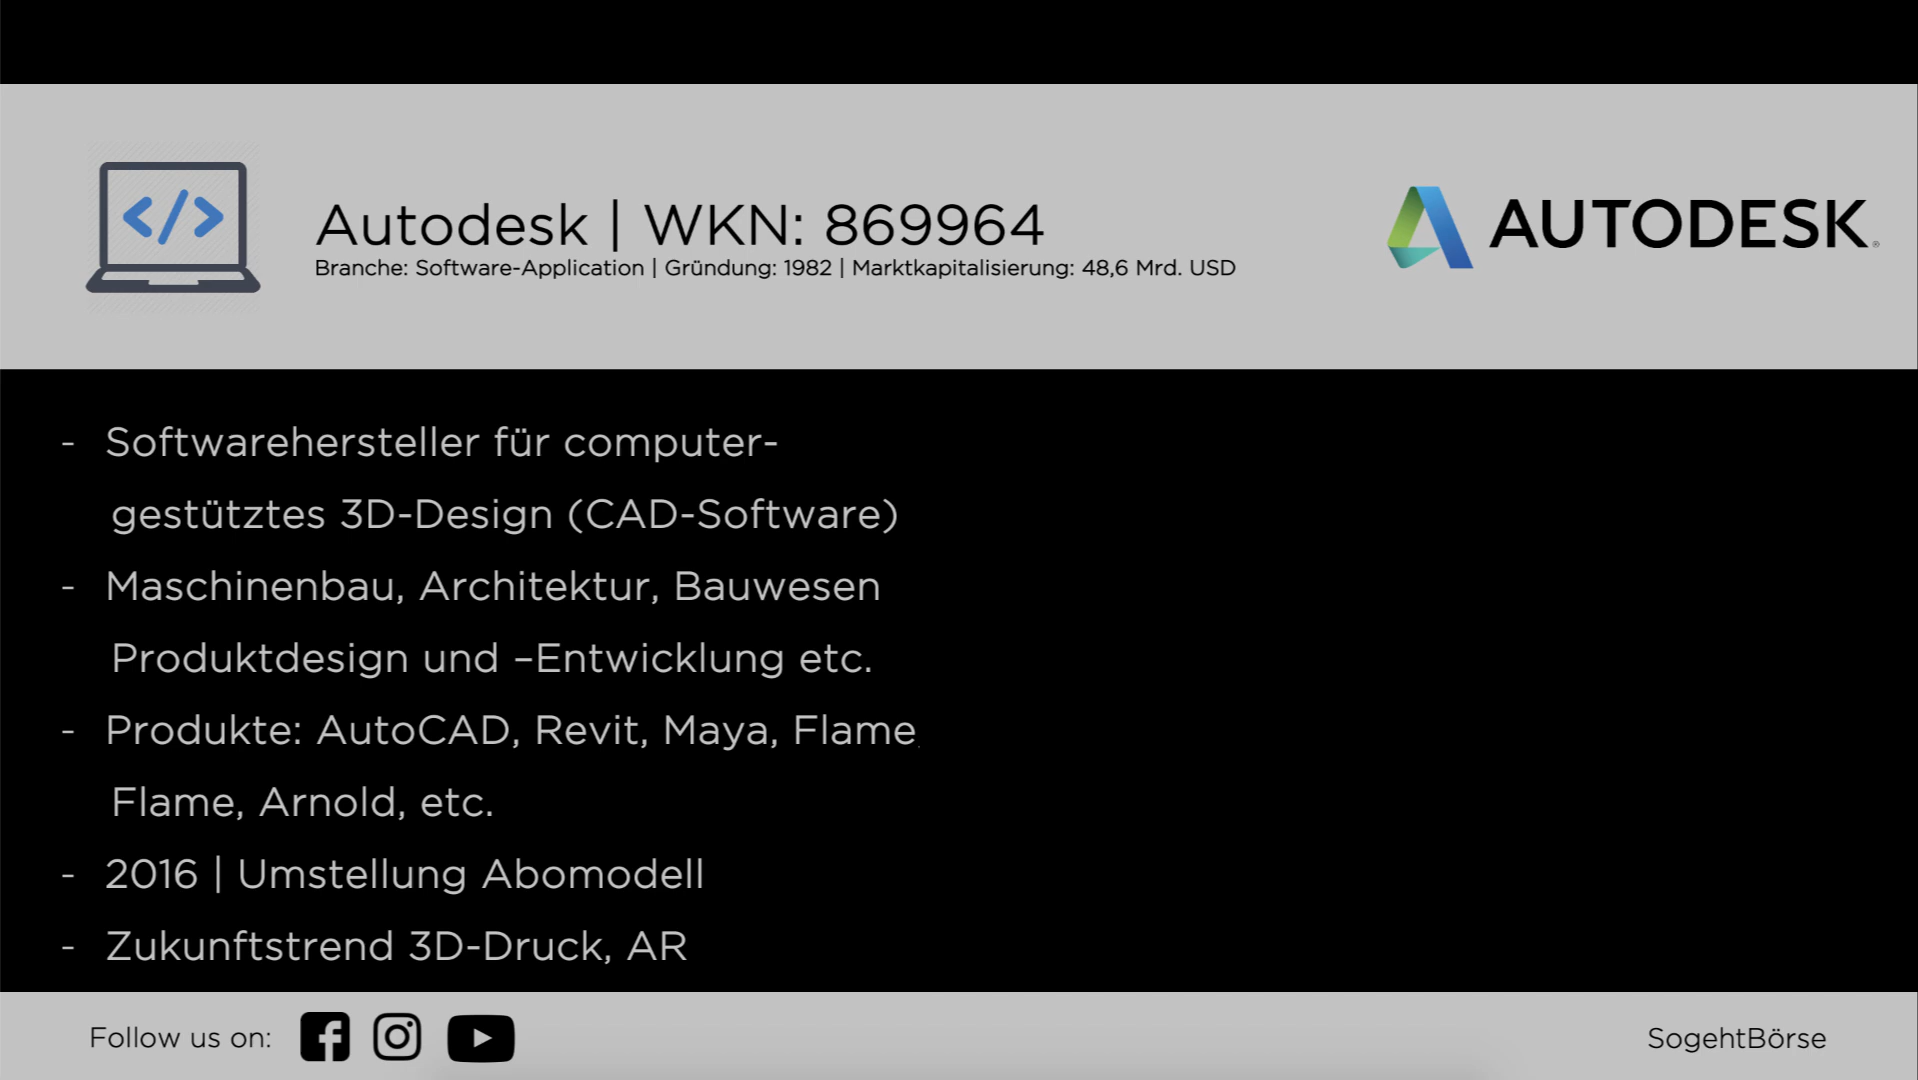 </>
Autodesk | WKN: 869964
Branche: Software-Application | Gründung: 1982 | Marktkapitalisierung: 48,6 Mrd. USD
AUTODESK®
- Softwarehersteller für computer-
gestütztes 3D-Design (CAD-Software)
- Maschinenbau, Architektur, Bauwesen
Produktdesign und –Entwicklung etc.
- Produkte: AutoCAD, Revit, Maya, Flame
Flame, Arnold, etc.
- 2016 | Umstellung Abomodell
- Zukunftstrend 3D-Druck, AR
Follow us on:
SogehtBörse